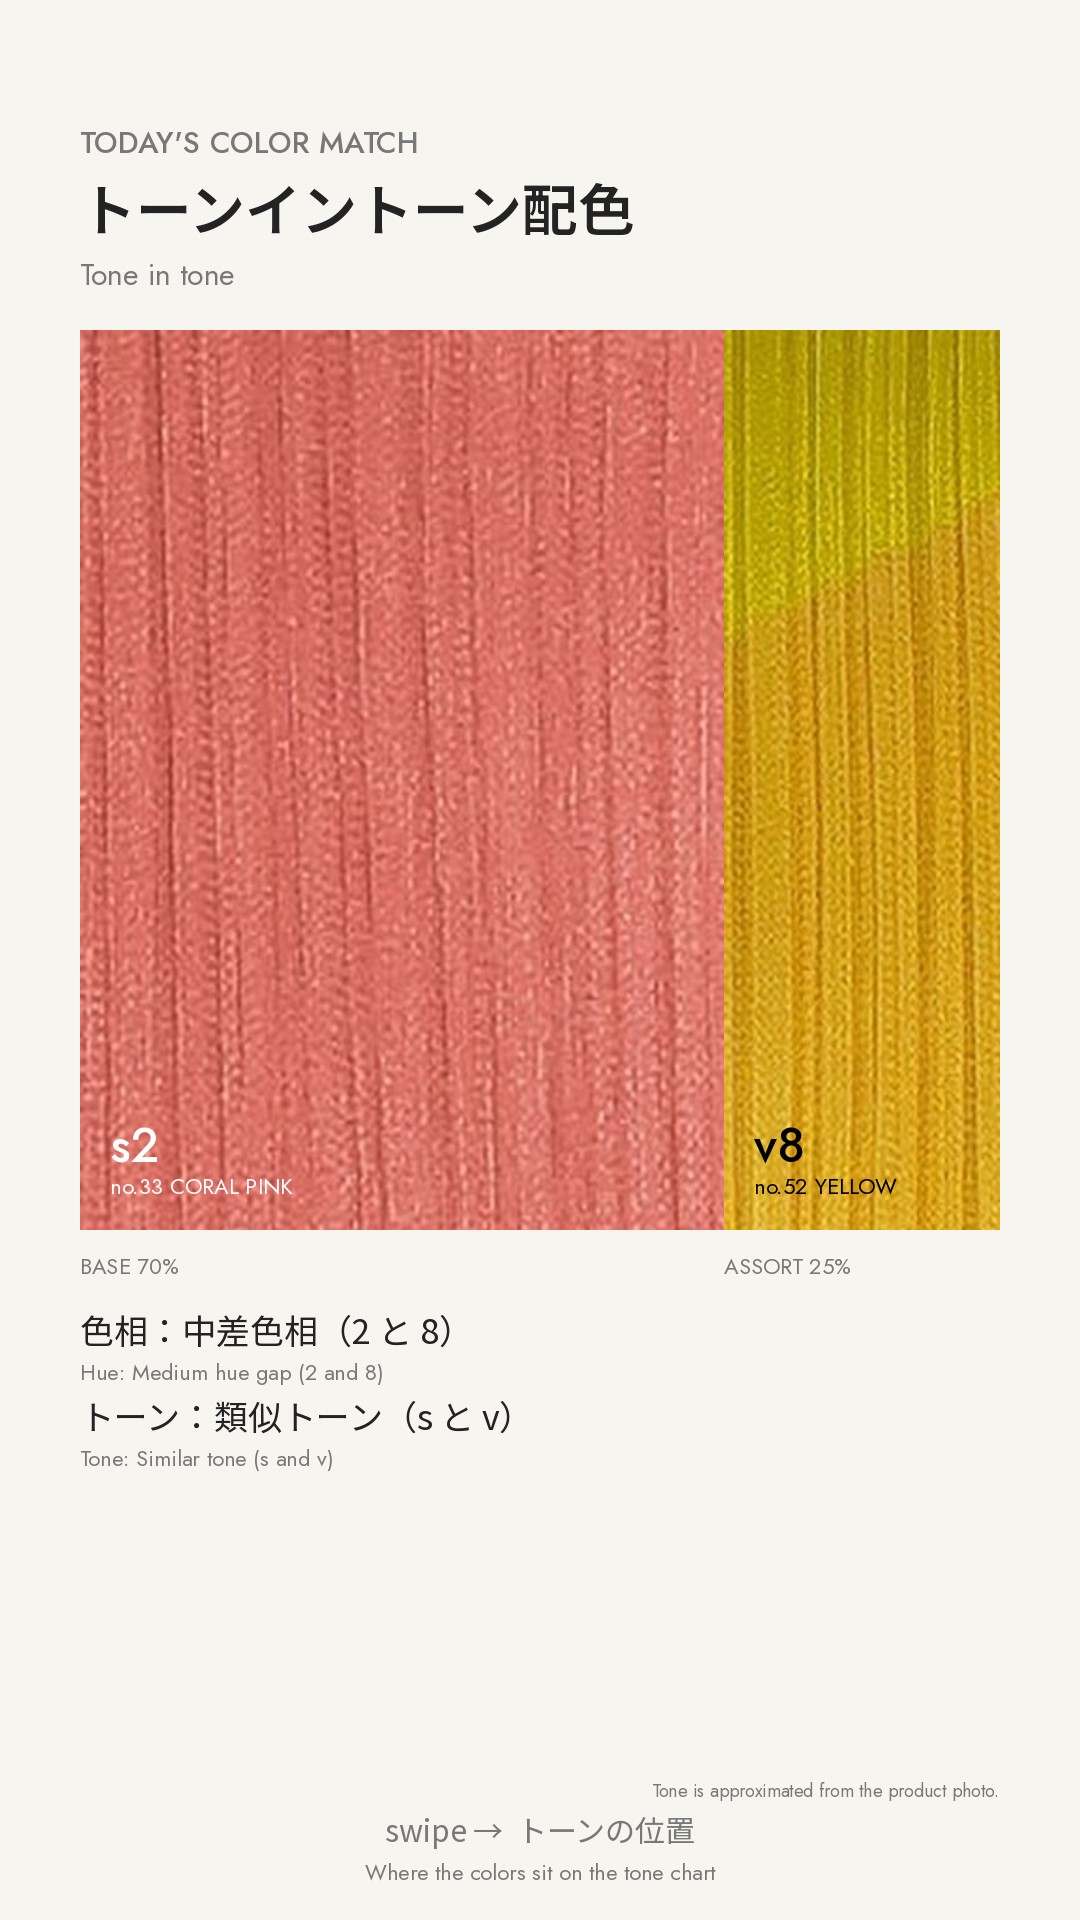 TODAY'S COLOR MATCH
トーンイントーン配色
Tone in tone
s2
no.33 CORAL PINK
v8
no.52 YELLOW
BASE 70%
ASSORT 25%
色相：中差色相（2 と 8）
Hue: Medium hue gap (2 and 8)
トーン：類似トーン（s と v）
Tone: Similar tone (s and v)
Tone is approximated from the product photo.
swipe→ トーンの位置
Where the colors sit on the tone chart